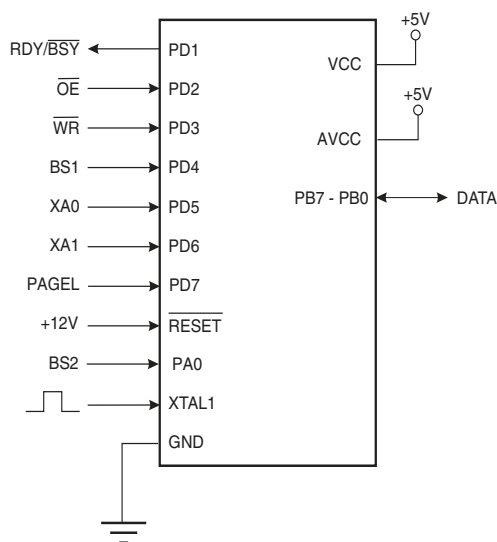 +5V
RDY/BSY PD1
VCC
OE PD2
+5V
WR PD3
AVCC
BS1 PD4
XA0 PD5 PB7 - PB0 DATA
XA1 PD6
PAGEL PD7
+12V RESET
BS2 PA0
XTAL1
GND